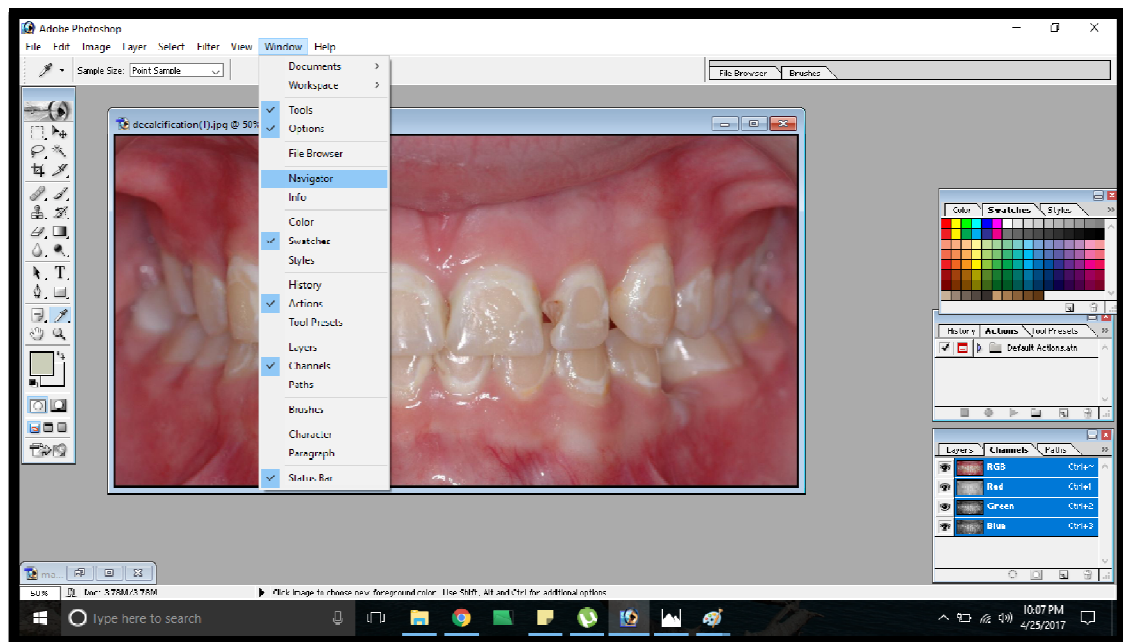 Adobe Photoshop
File Edit Image Layer Select Filter View Window Help
Sample Size: Point Sample
File Browser Brushes
decalcification(1).jpg @ 50%
Documents
Workspace
Tools
Options
File Browser
Navigator
Info
Color
Swatches
Styles
History
Actions
Tool Presets
Layers
Channels
Paths
Brushes
Character
Paragraph
Status Bar
Color Swatches Styles
History Actions Tool Presets
Default Actions.atn
Layers Channels Paths
RGB Ctrl+~
Red Ctrl+1
Green Ctrl+2
Blue Ctrl+3
ma...
50% Doc: 3.78M/3.78M Click image to choose new foreground color. Use Shift, Alt and Ctrl for additional options.
Type here to search
10:07 PM
4/25/2017